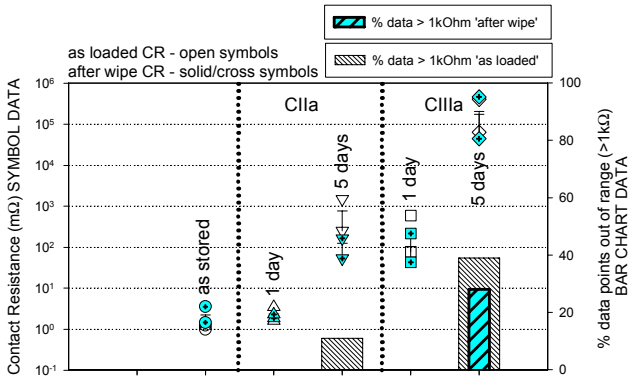 % data > 1kOhm 'after wipe'
as loaded CR - open symbols
% data > 1kOhm 'as loaded'
after wipe CR - solid/cross symbols
Contact Resistance (mΩ) SYMBOL DATA
10⁶
10⁵
10⁴
10³
10²
10¹
10⁰
10⁻¹
CIIa
CIIIa
as stored
1 day
5 days
1 day
5 days
100
80
60
40
20
0
% data points out of range (>1kΩ)
BAR CHART DATA